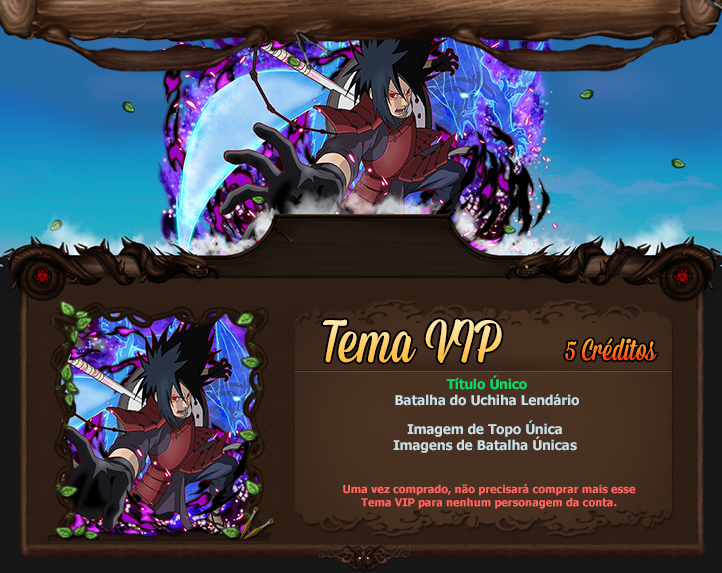 Tema VIP
5 Créditos
Título Único
Batalha do Uchiha Lendário
Imagem de Topo Única
Imagens de Batalha Únicas
Uma vez comprado, não precisará comprar mais esse
Tema VIP para nenhum personagem da conta.